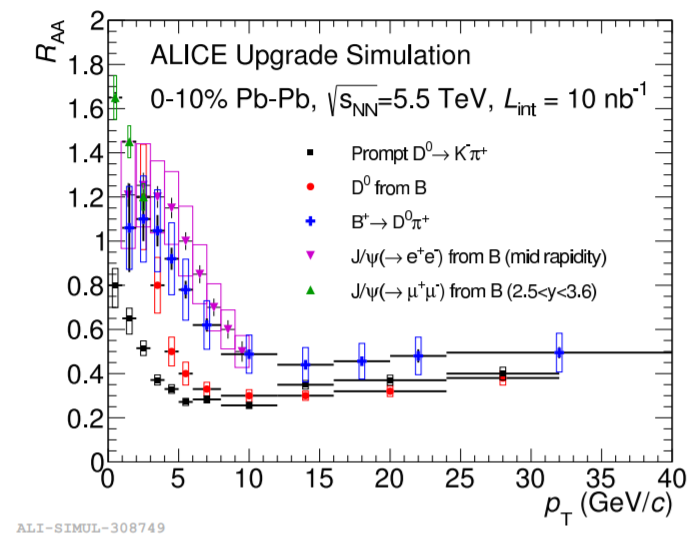 R_AA
2
1.8
1.6
1.4
1.2
1
0.8
0.6
0.4
0.2
0
ALICE Upgrade Simulation
0-10% Pb-Pb, √s_NN=5.5 TeV, L_int = 10 nb⁻¹
Prompt D⁰→ K⁻π⁺
D⁰ from B
B⁺→ D⁰π⁺
J/ψ(→ e⁺e⁻) from B (mid rapidity)
J/ψ(→ μ⁺μ⁻) from B (2.5<y<3.6)
0 5 10 15 20 25 30 35 40
p_T (GeV/c)
ALI-SIMUL-308749